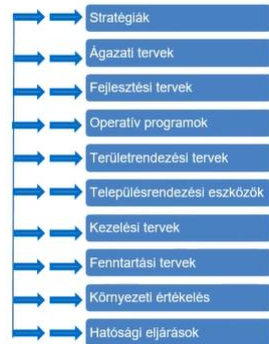 Stratégiák
Ágazati tervek
Fejlesztési tervek
Operatív programok
Területrendezési tervek
Településrendezési eszközök
Kezelési tervek
Fenntartási tervek
Környezeti értékelés
Hatósági eljárások